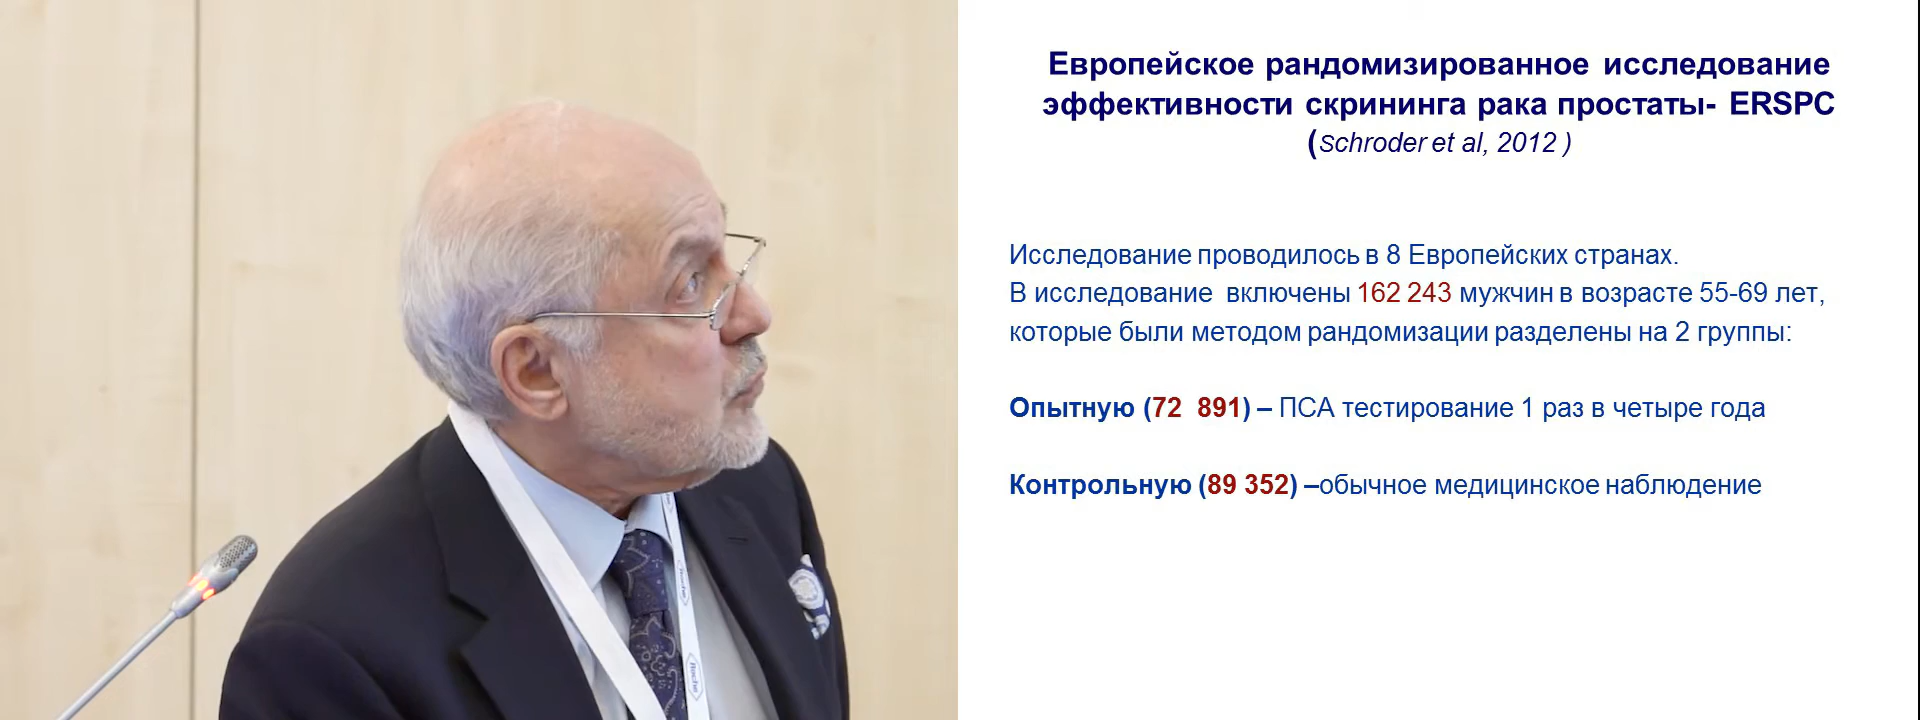 Европейское рандомизированное исследование
эффективности скрининга рака простаты- ERSPC
(Schroder et al, 2012 )
Исследование проводилось в 8 Европейских странах.
В исследование включены 162 243 мужчин в возрасте 55-69 лет,
которые были методом рандомизации разделены на 2 группы:
Опытную (72 891) – ПСА тестирование 1 раз в четыре года
Контрольную (89 352) –обычное медицинское наблюдение
Roche
Roche